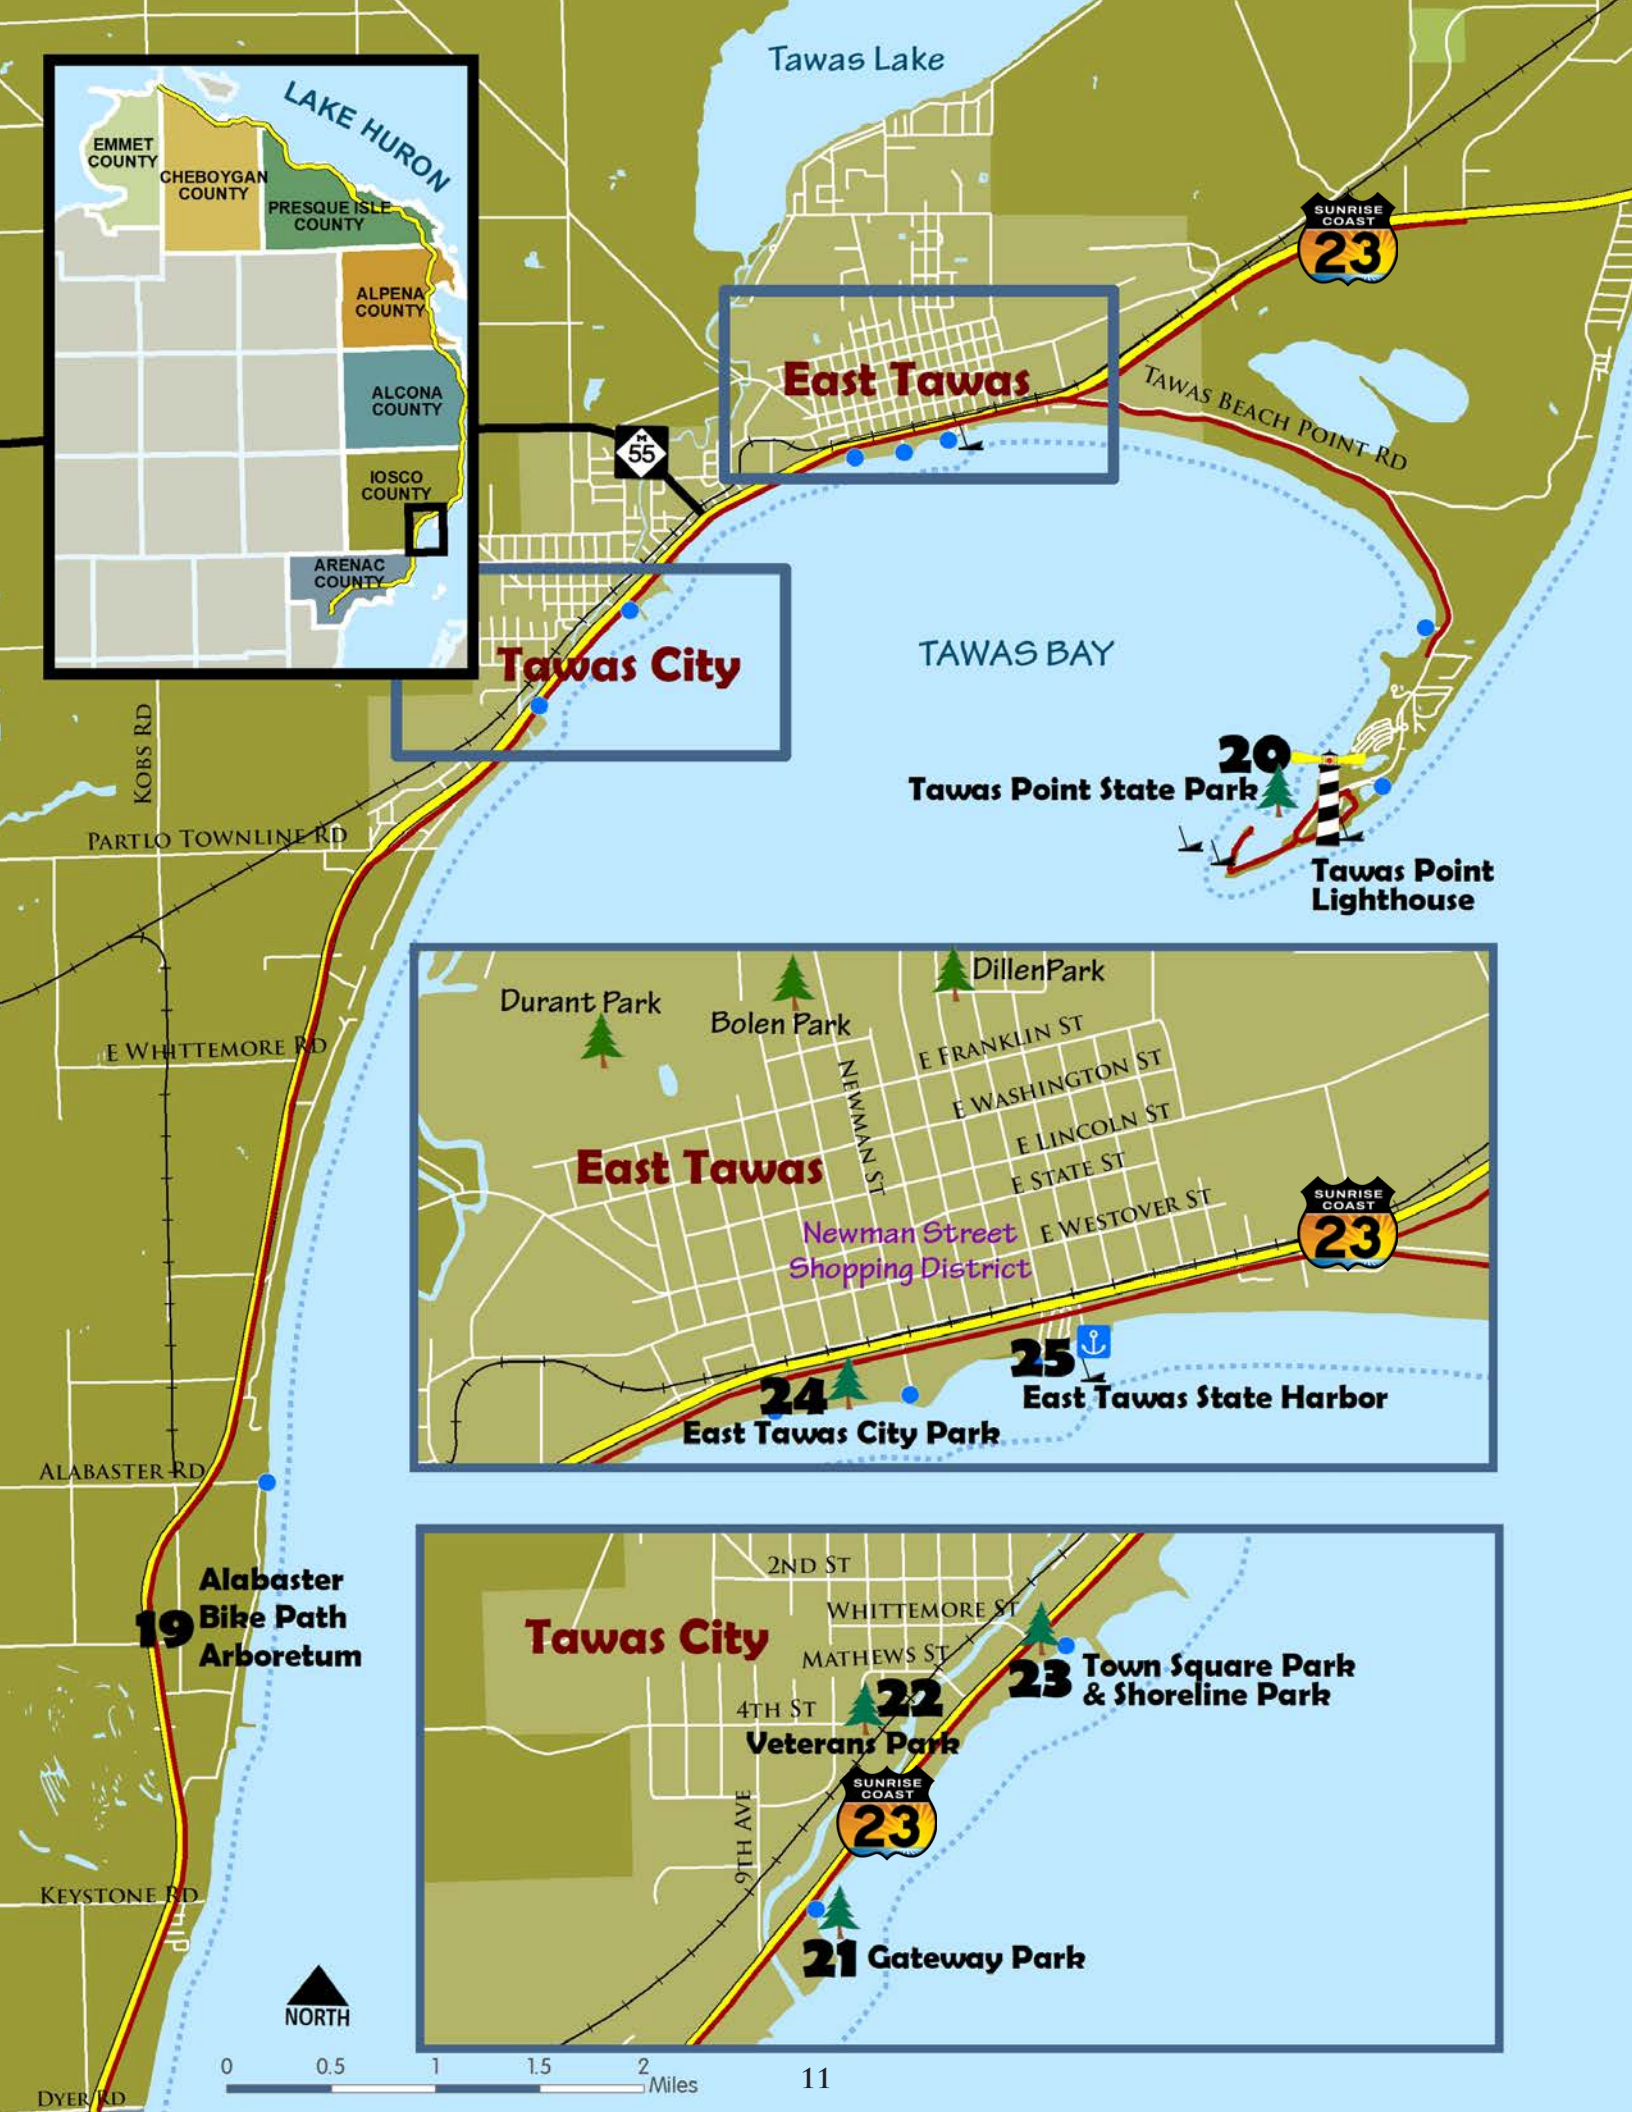 Tawas Lake
LAKE HURON
EMMET
COUNTY
CHEBOYGAN
COUNTY
PRESQUE ISLE
COUNTY
ALPENA
COUNTY
ALCONA
COUNTY
IOSCO
COUNTY
ARENAC
COUNTY
SUNRISE
COAST
23
East Tawas
TAWAS BEACH POINT RD
M
55
Tawas City
TAWAS BAY
KOBS RD
20
Tawas Point State Park
Tawas Point
Lighthouse
PARTLO TOWNLINE RD
E WHITTEMORE RD
ALABASTER RD
19
Alabaster
Bike Path
Arboretum
KEYSTONE RD
DYER RD
Durant Park
Bolen Park
DillenPark
NEWMAN ST
E FRANKLIN ST
E WASHINGTON ST
E LINCOLN ST
E STATE ST
E WESTOVER ST
East Tawas
Newman Street
Shopping District
SUNRISE
COAST
23
25
East Tawas State Harbor
24
East Tawas City Park
2ND ST
WHITTEMORE ST
Tawas City
MATHEWS ST
23
Town Square Park
& Shoreline Park
4TH ST
22
Veterans Park
SUNRISE
COAST
23
9TH AVE
21 Gateway Park
NORTH
0 0.5 1 1.5 2
Miles
11